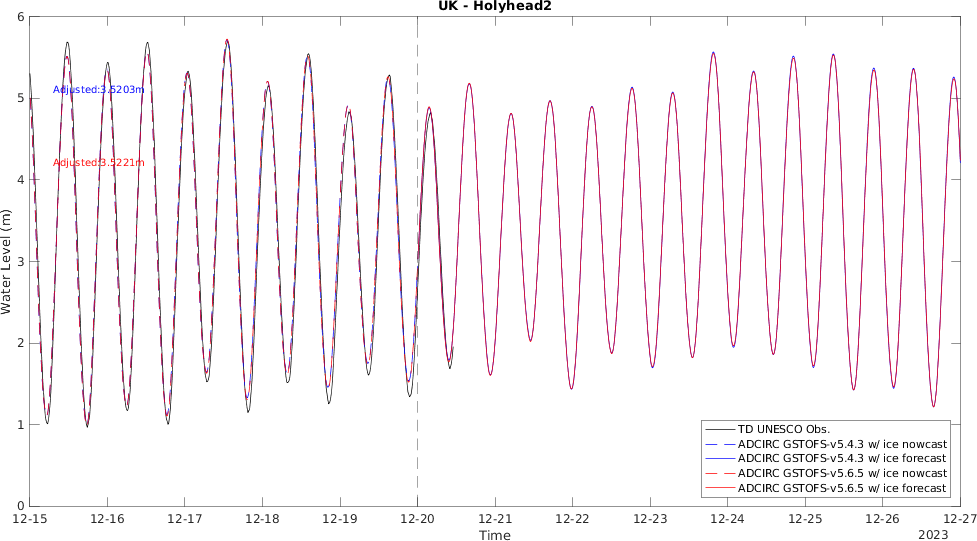 UK - Holyhead2
6
5
4
3
2
1
0
Water Level (m)
Adjusted:3.5203m
Adjusted:3.5221m
TD UNESCO Obs.
ADCIRC GSTOFS-v5.4.3 w/ ice nowcast
ADCIRC GSTOFS-v5.4.3 w/ ice forecast
ADCIRC GSTOFS-v5.6.5 w/ ice nowcast
ADCIRC GSTOFS-v5.6.5 w/ ice forecast
12-15 12-16 12-17 12-18 12-19 12-20 12-21 12-22 12-23 12-24 12-25 12-26 12-27
Time
2023